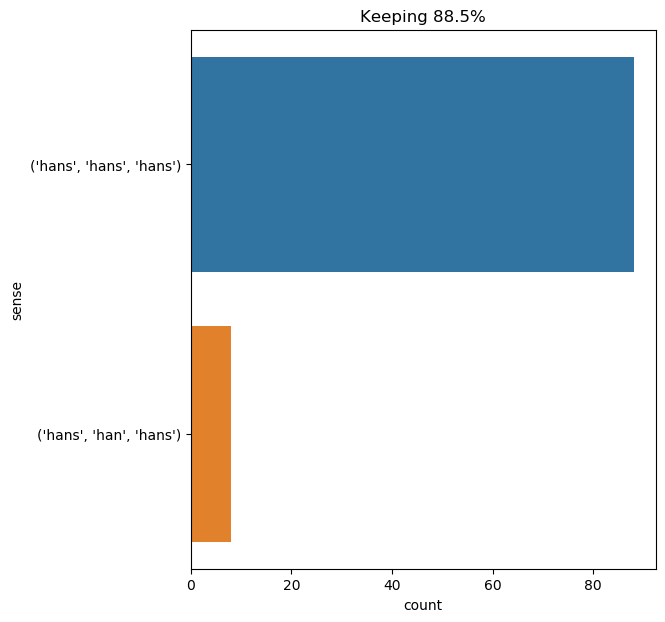 Keeping 88.5%
('hans', 'hans', 'hans')
sense
('hans', 'han', 'hans')
0 20 40 60 80
count